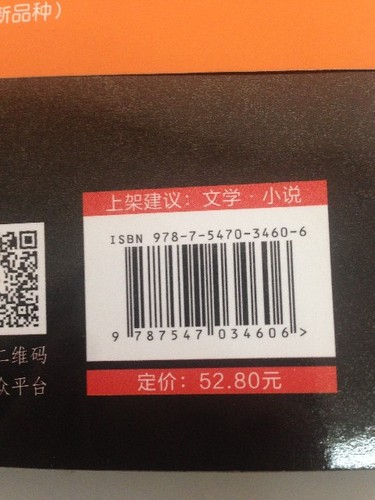 新品种）
上架建议：文学·小说
ISBN 978-7-5470-3460-6
9 787547 034606 >
定价：52.80元
二维码
众平台